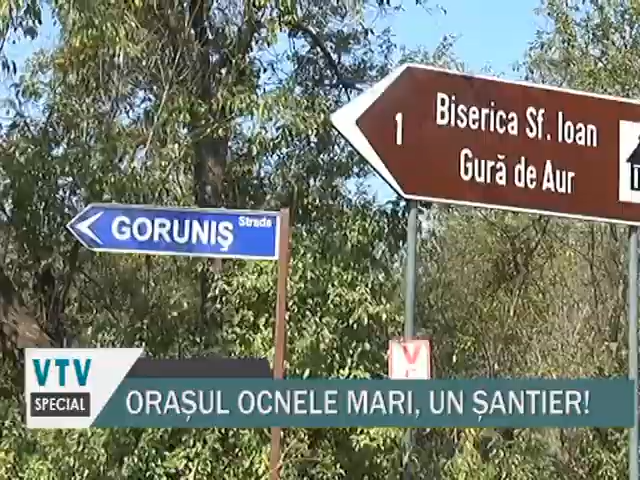 1
Biserica Sf. Ioan
Gură de Aur
Strada
GORUNIŞ
V
VTV
SPECIAL
ORAȘUL OCNELE MARI, UN ȘANTIER!